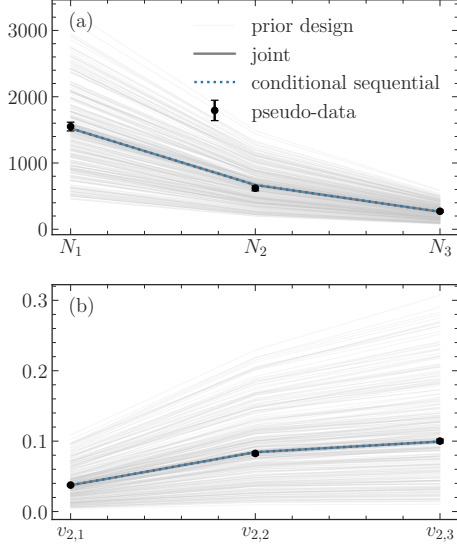 (a)
prior design
joint
conditional sequential
pseudo-data
3000
2000
1000
0
N₁ N₂ N₃
(b)
0.3
0.2
0.1
0.0
v₂,₁ v₂,₂ v₂,₃